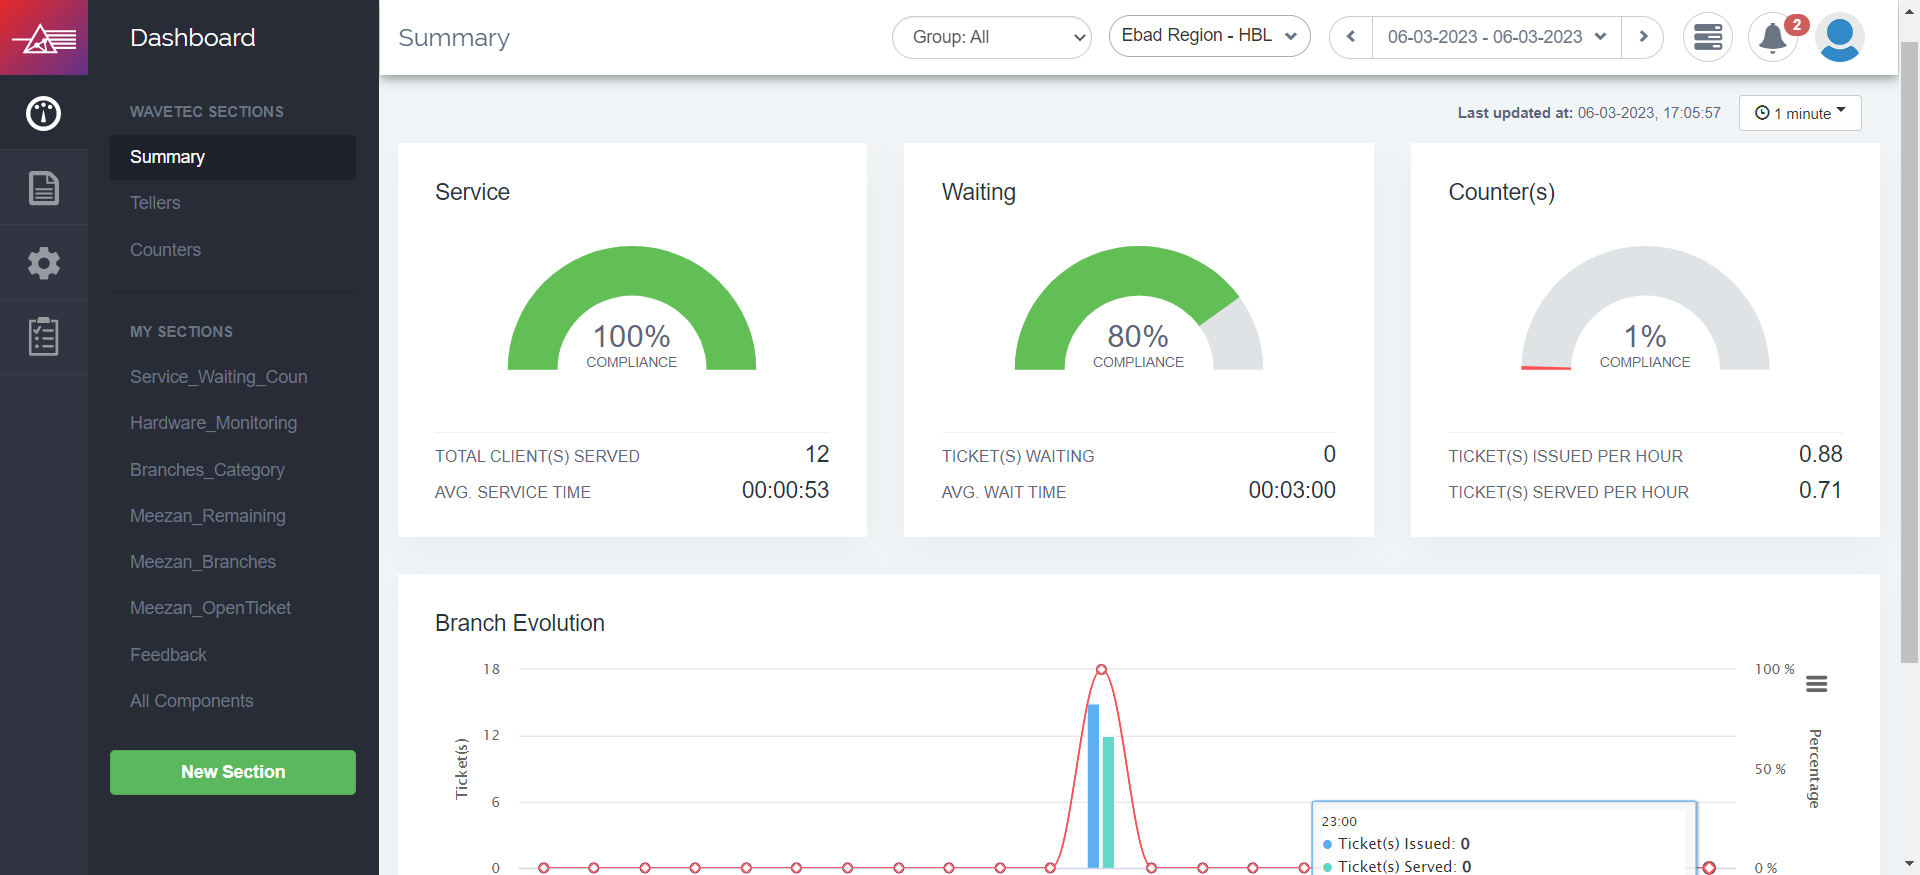 Dashboard
Summary
Group: All
Ebad Region - HBL
06-03-2023 - 06-03-2023
2
WAVETEC SECTIONS
Summary
Tellers
Counters
MY SECTIONS
Service_Waiting_Coun
Hardware_Monitoring
Branches_Category
Meezan_Remaining
Meezan_Branches
Meezan_OpenTicket
Feedback
All Components
New Section
Last updated at: 06-03-2023, 17:05:57
1 minute
Service
100%
COMPLIANCE
TOTAL CLIENT(S) SERVED 12
AVG. SERVICE TIME 00:00:53
Waiting
80%
COMPLIANCE
TICKET(S) WAITING 0
AVG. WAIT TIME 00:03:00
Counter(s)
1%
COMPLIANCE
TICKET(S) ISSUED PER HOUR 0.88
TICKET(S) SERVED PER HOUR 0.71
Branch Evolution
Ticket(s)
18
12
6
0
100 %
50 %
0 %
Percentage
23:00
Ticket(s) Issued: 0
Ticket(s) Served: 0